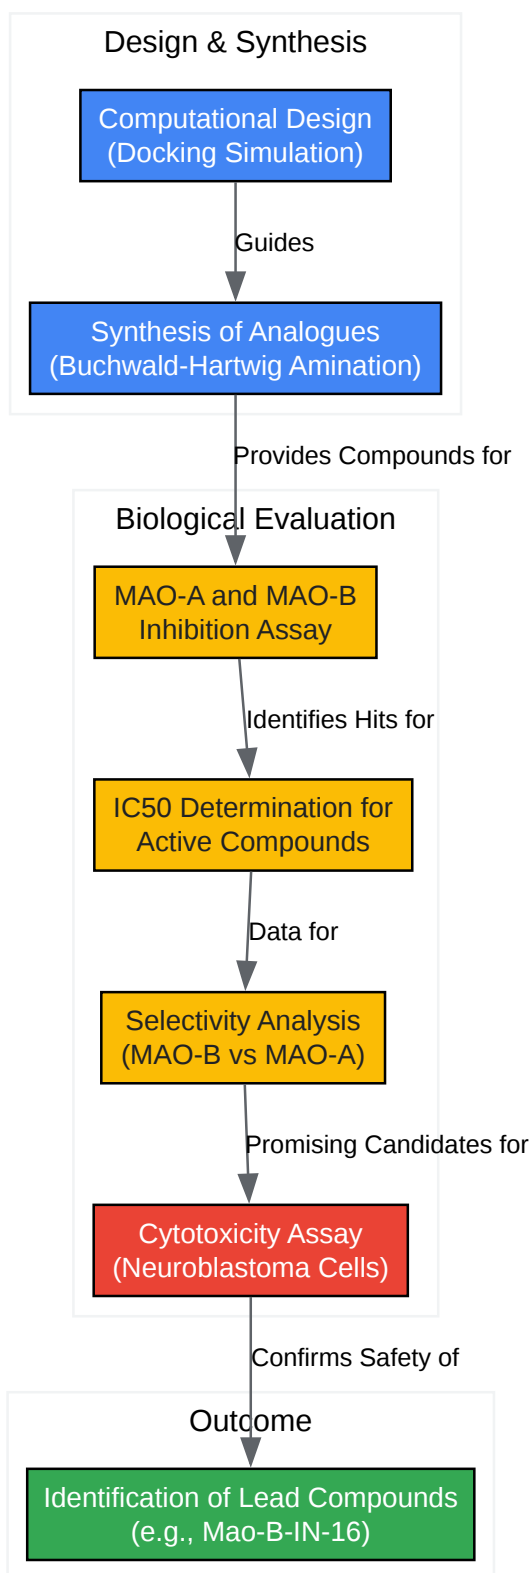 Design & Synthesis
Computational Design
(Docking Simulation)
Guides
Synthesis of Analogues
(Buchwald-Hartwig Amination)
Provides Compounds for
Biological Evaluation
MAO-A and MAO-B
Inhibition Assay
Identifies Hits for
IC50 Determination for
Active Compounds
Data for
Selectivity Analysis
(MAO-B vs MAO-A)
Promising Candidates for
Cytotoxicity Assay
(Neuroblastoma Cells)
Confirms Safety of
Outcome
Identification of Lead Compounds
(e.g., Mao-B-IN-16)